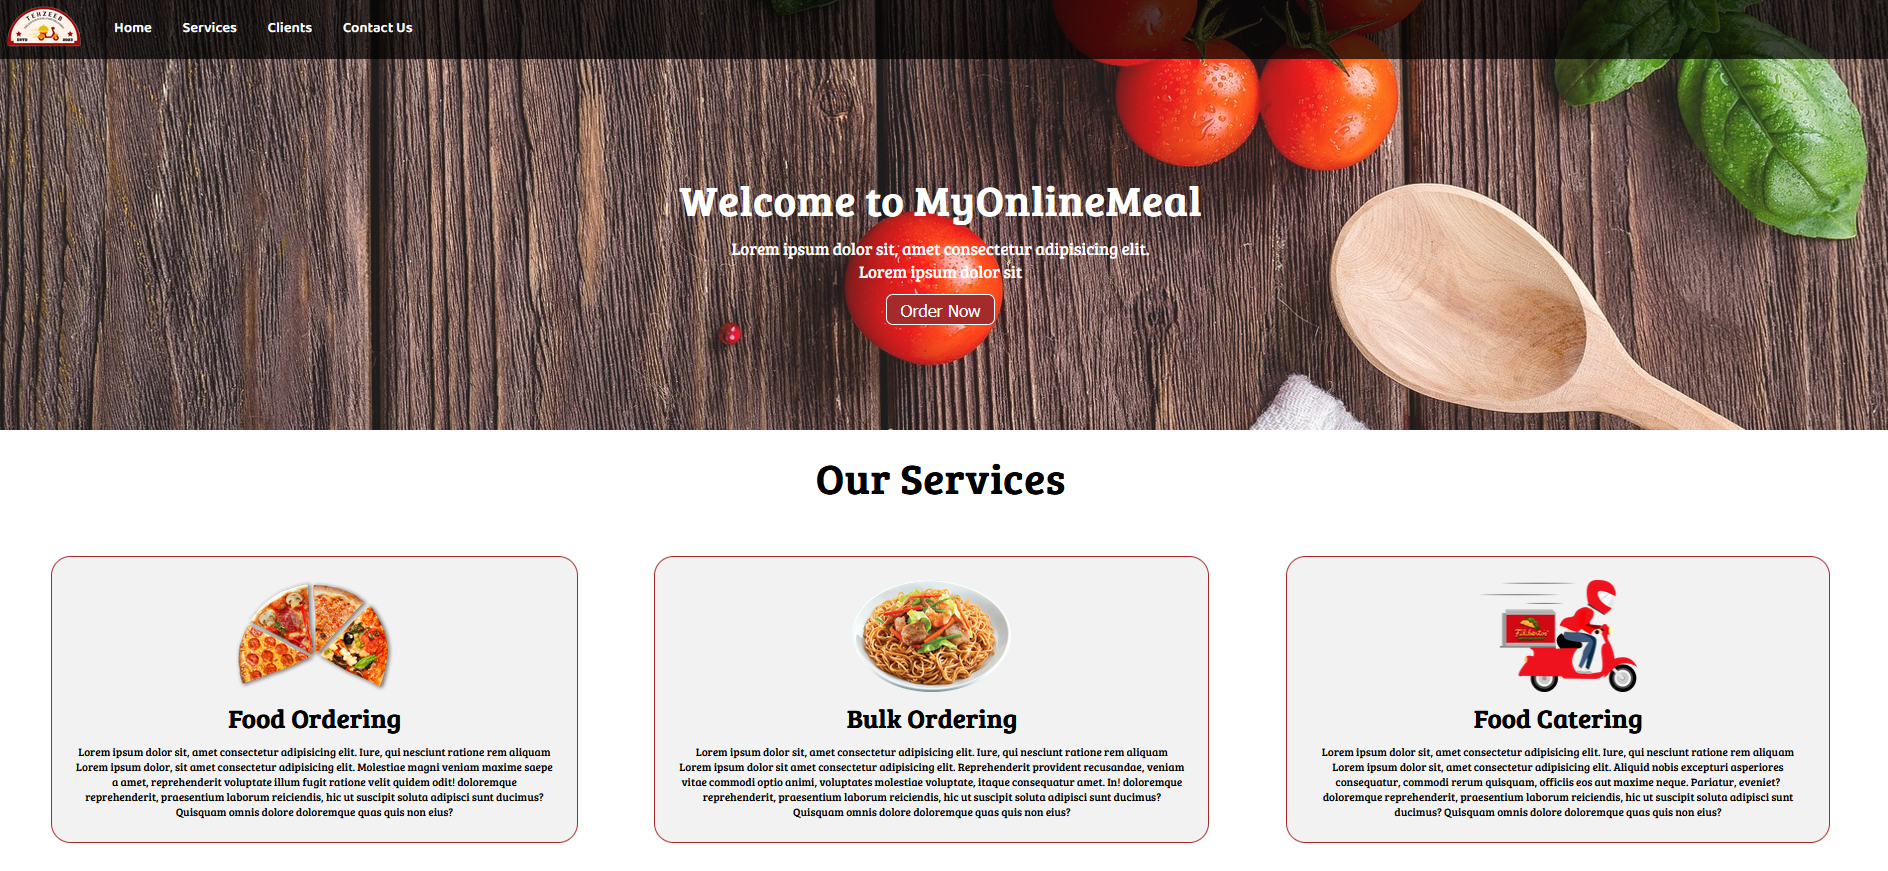 TEHZEEB
ESTD 2022
Home Services Clients Contact Us
Welcome to MyOnlineMeal
Lorem ipsum dolor sit, amet consectetur adipisicing elit.
Lorem ipsum dolor sit
Order Now
Our Services
Food Ordering
Lorem ipsum dolor sit, amet consectetur adipisicing elit. Iure, qui nesciunt ratione rem aliquam
Lorem ipsum dolor, sit amet consectetur adipisicing elit. Molestiae magni veniam maxime saepe
a amet, reprehenderit voluptate illum fugit ratione velit quidem odit! doloremque
reprehenderit, praesentium laborum reiciendis, hic ut suscipit soluta adipisci sunt ducimus?
Quisquam omnis dolore doloremque quas quis non eius?
Bulk Ordering
Lorem ipsum dolor sit, amet consectetur adipisicing elit. Iure, qui nesciunt ratione rem aliquam
Lorem ipsum dolor sit amet consectetur, adipisicing elit. Reprehenderit provident recusandae, veniam
vitae commodi optio animi, voluptates molestiae voluptate, itaque consequatur amet. In! doloremque
reprehenderit, praesentium laborum reiciendis, hic ut suscipit soluta adipisci sunt ducimus?
Quisquam omnis dolore doloremque quas quis non eius?
Food Catering
Lorem ipsum dolor sit, amet consectetur adipisicing elit. Iure, qui nesciunt ratione rem aliquam
Lorem ipsum dolor sit, amet consectetur adipisicing elit. Aliquid nobis excepturi asperiores
consequatur, commodi rerum quisquam, officiis eos aut maxime neque. Pariatur, eveniet?
doloremque reprehenderit, praesentium laborum reiciendis, hic ut suscipit soluta adipisci sunt
ducimus? Quisquam omnis dolore doloremque quas quis non eius?